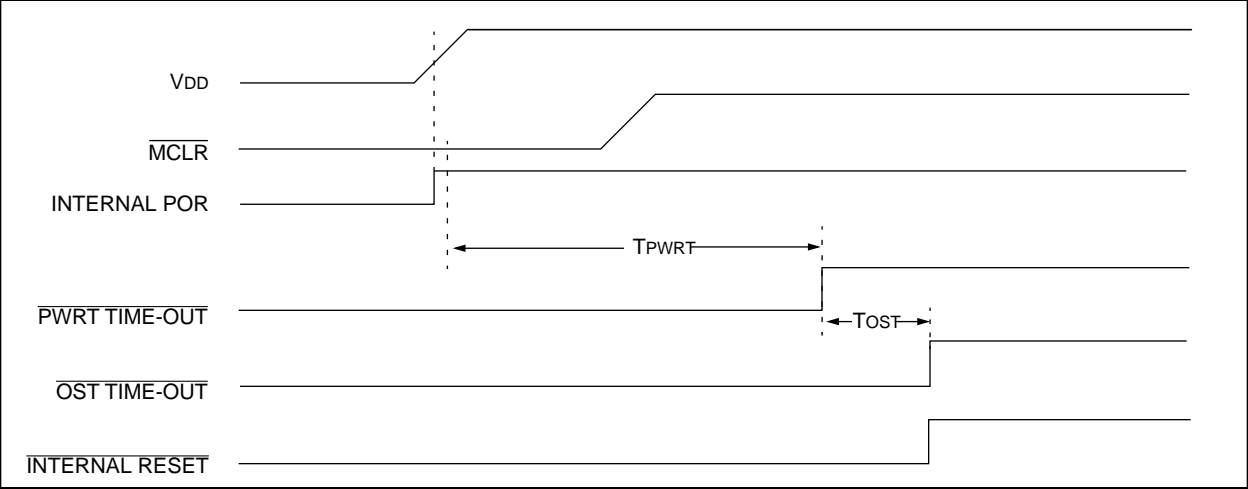 VDD
MCLR
INTERNAL POR
TPWRT
PWRT TIME-OUT
TOST
OST TIME-OUT
INTERNAL RESET